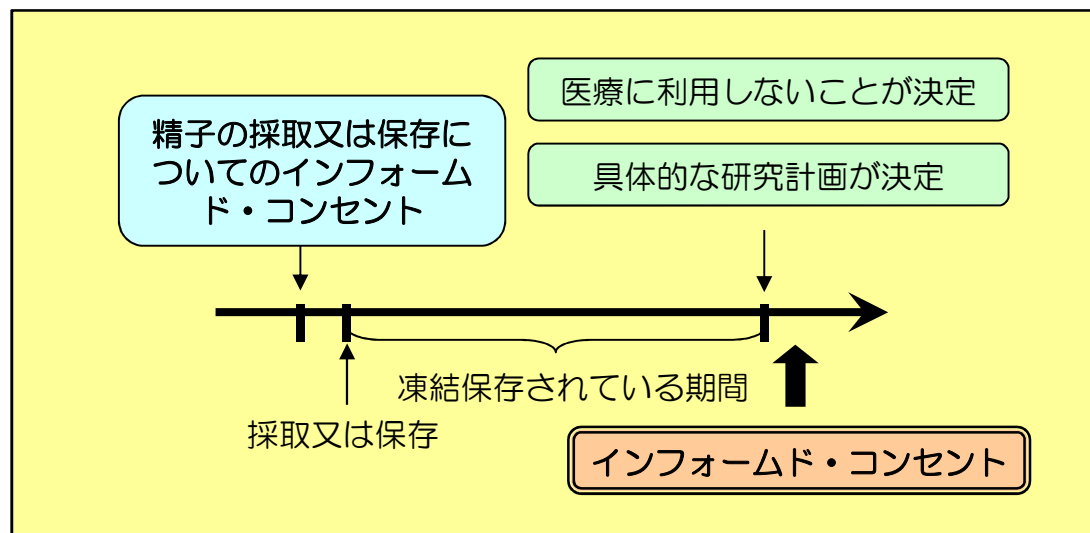 医療に利用しないことが決定
精子の採取又は保存に
ついてのインフォーム
ド・コンセント
具体的な研究計画が決定
凍結保存されている期間
採取又は保存
インフォームド・コンセント